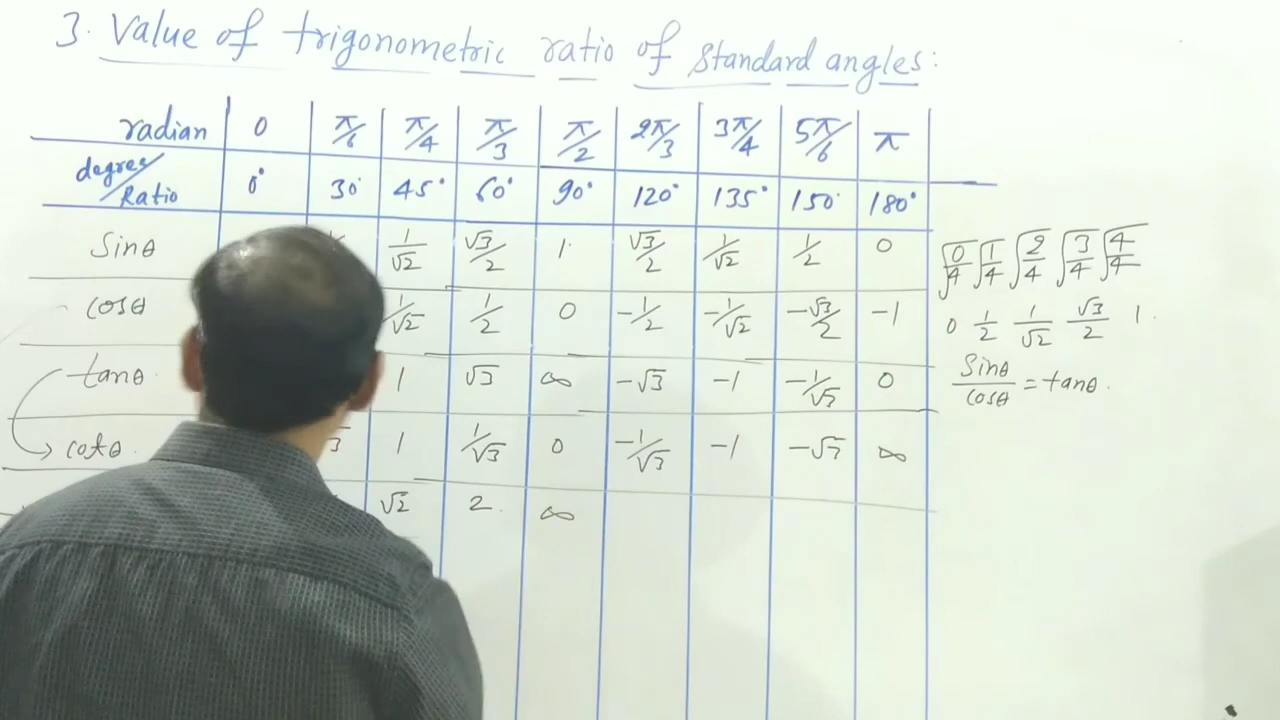 3. Value of trigonometric ratio of standard angles:
radian 0 π/6 π/4 π/3 π/2 2π/3 3π/4 5π/6 π
degree/Ratio 0° 30° 45° 60° 90° 120° 135° 150° 180°
Sinθ 1/√2 √3/2 1 √3/2 1/√2 1/2 0 √0/4 √1/4 √2/4 √3/4 √4/4
cosθ 1/√2 1/2 0 -1/2 -1/√2 -√3/2 -1 0 1/2 1/√2 √3/2 1
tanθ 1 √3 ∞ -√3 -1 -1/√3 0 Sinθ/cosθ = tanθ.
cotθ 1 1/√3 0 -1/√3 -1 -√3 ∞
√2 2 ∞